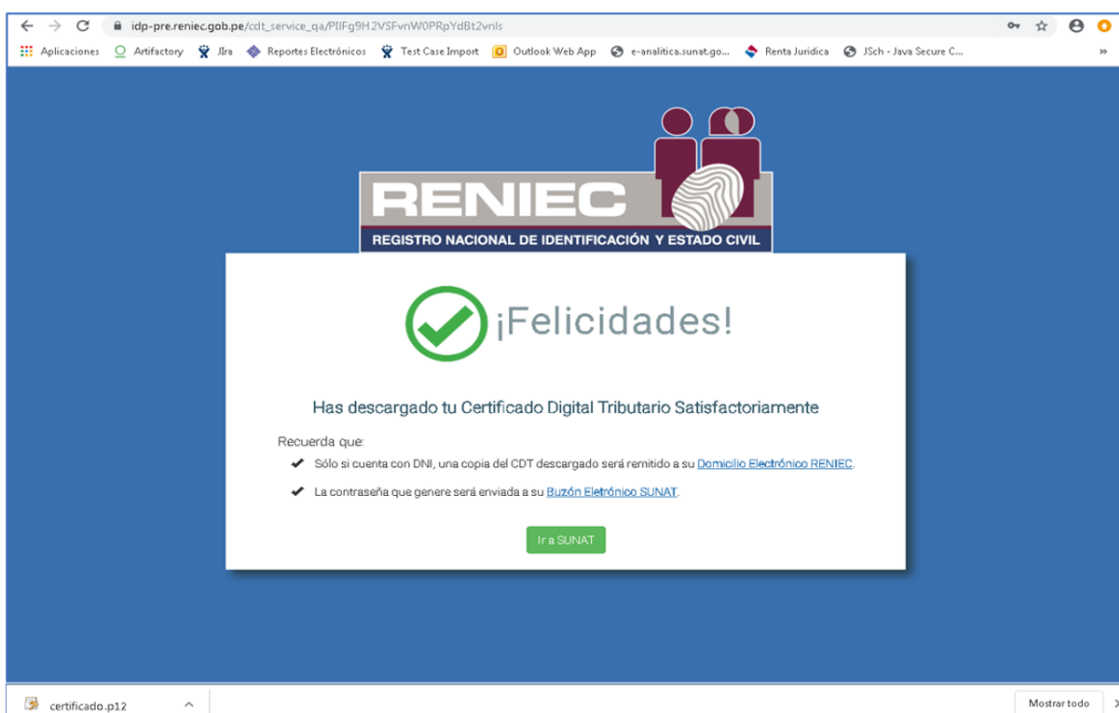 idp-pre.reniec.gob.pe/cdt_service_qa/PIIFg9H2VSFvnW0PRpYdBt2vnls
Aplicaciones Artifactory Jira Reportes Electrónicos Test Case Import Outlook Web App e-analitica.sunat.go... Renta Juridica JSch - Java Secure C... »
RENIEC
REGISTRO NACIONAL DE IDENTIFICACIÓN Y ESTADO CIVIL
¡Felicidades!
Has descargado tu Certificado Digital Tributario Satisfactoriamente
Recuerda que:
Sólo si cuenta con DNI, una copia del CDT descargado será remitido a su Domicilio Electrónico RENIEC.
La contraseña que genere será enviada a su Buzón Eletrónico SUNAT.
Ir a SUNAT
certificado.p12
Mostrar todo